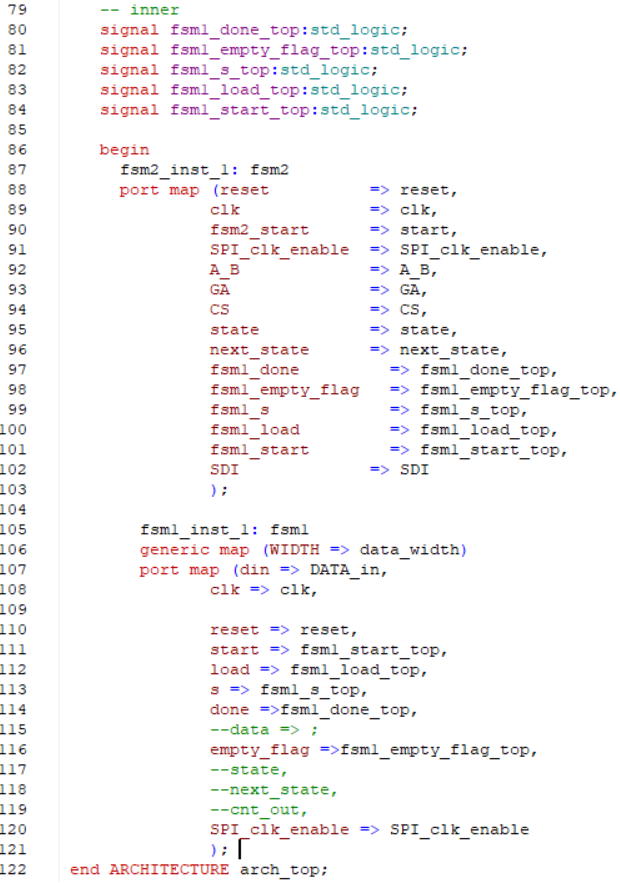 79 -- inner
80 signal fsm1_done_top:std_logic;
81 signal fsm1_empty_flag_top:std_logic;
82 signal fsm1_s_top:std_logic;
83 signal fsm1_load_top:std_logic;
84 signal fsm1_start_top:std_logic;
85
86 begin
87 fsm2_inst_1: fsm2
88 port map (reset => reset,
89 clk => clk,
90 fsm2_start => start,
91 SPI_clk_enable => SPI_clk_enable,
92 A_B => A_B,
93 GA => GA,
94 CS => CS,
95 state => state,
96 next_state => next_state,
97 fsm1_done => fsm1_done_top,
98 fsm1_empty_flag => fsm1_empty_flag_top,
99 fsm1_s => fsm1_s_top,
100 fsm1_load => fsm1_load_top,
101 fsm1_start => fsm1_start_top,
102 SDI => SDI
103 );
104
105 fsm1_inst_1: fsm1
106 generic map (WIDTH => data_width)
107 port map (din => DATA_in,
108 clk => clk,
109
110 reset => reset,
111 start => fsm1_start_top,
112 load => fsm1_load_top,
113 s => fsm1_s_top,
114 done =>fsm1_done_top,
115 --data => ;
116 empty_flag =>fsm1_empty_flag_top,
117 --state,
118 --next_state,
119 --cnt_out,
120 SPI_clk_enable => SPI_clk_enable
121 );
122 end ARCHITECTURE arch_top;